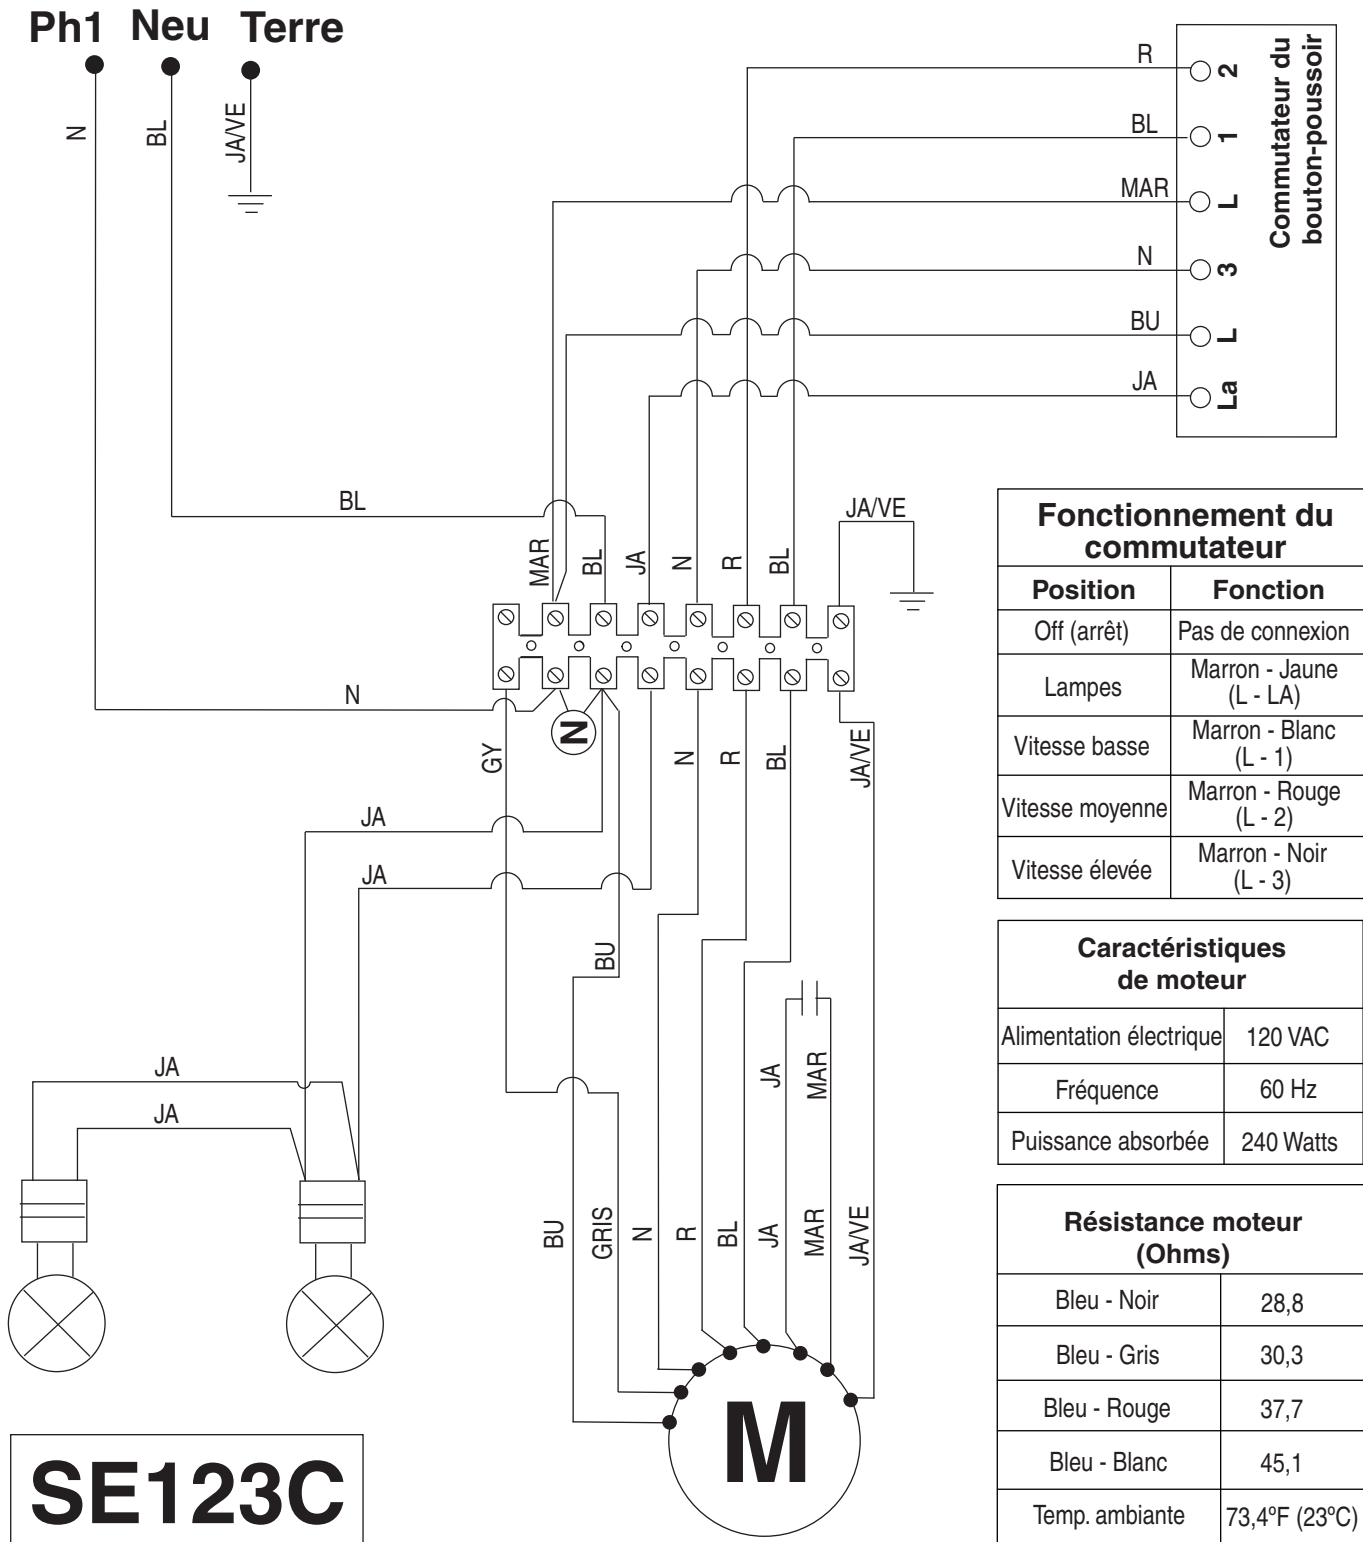 Ph1 Neu Terre
N
BL
JA/VE
R
BL
MAR
N
BU
JA
2
1
L
3
L
La
Commutateur du
bouton-poussoir
BL
JA/VE
MAR
BL
JA
N
R
BL
N
N
GY
N
R
BL
JA/VE
JA
JA
BU
JA
MAR
JA
JA
BU
GRIS
N
R
BL
JA
MAR
JA/VE
M
SE123C
Fonctionnement du
commutateur
Position Fonction
Off (arrêt) Pas de connexion
Lampes Marron - Jaune
(L - LA)
Vitesse basse Marron - Blanc
(L - 1)
Vitesse moyenne Marron - Rouge
(L - 2)
Vitesse élevée Marron - Noir
(L - 3)
Caractéristiques
de moteur
Alimentation électrique 120 VAC
Fréquence 60 Hz
Puissance absorbée 240 Watts
Résistance moteur
(Ohms)
Bleu - Noir 28,8
Bleu - Gris 30,3
Bleu - Rouge 37,7
Bleu - Blanc 45,1
Temp. ambiante 73,4ºF (23ºC)